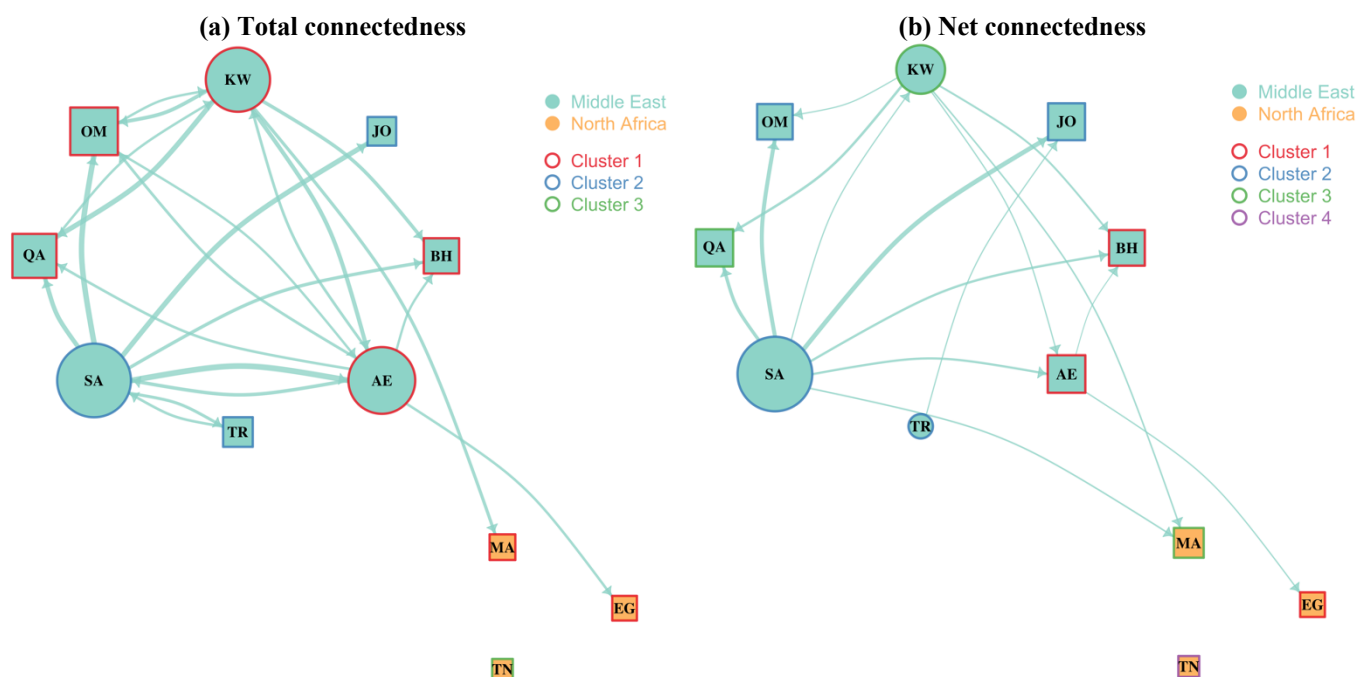 (a) Total connectedness
KW
OM
JO
QA
BH
SA
AE
TR
MA
EG
TN
Middle East
North Africa
Cluster 1
Cluster 2
Cluster 3
(b) Net connectedness
KW
OM
JO
QA
BH
SA
AE
TR
MA
EG
TN
Middle East
North Africa
Cluster 1
Cluster 2
Cluster 3
Cluster 4